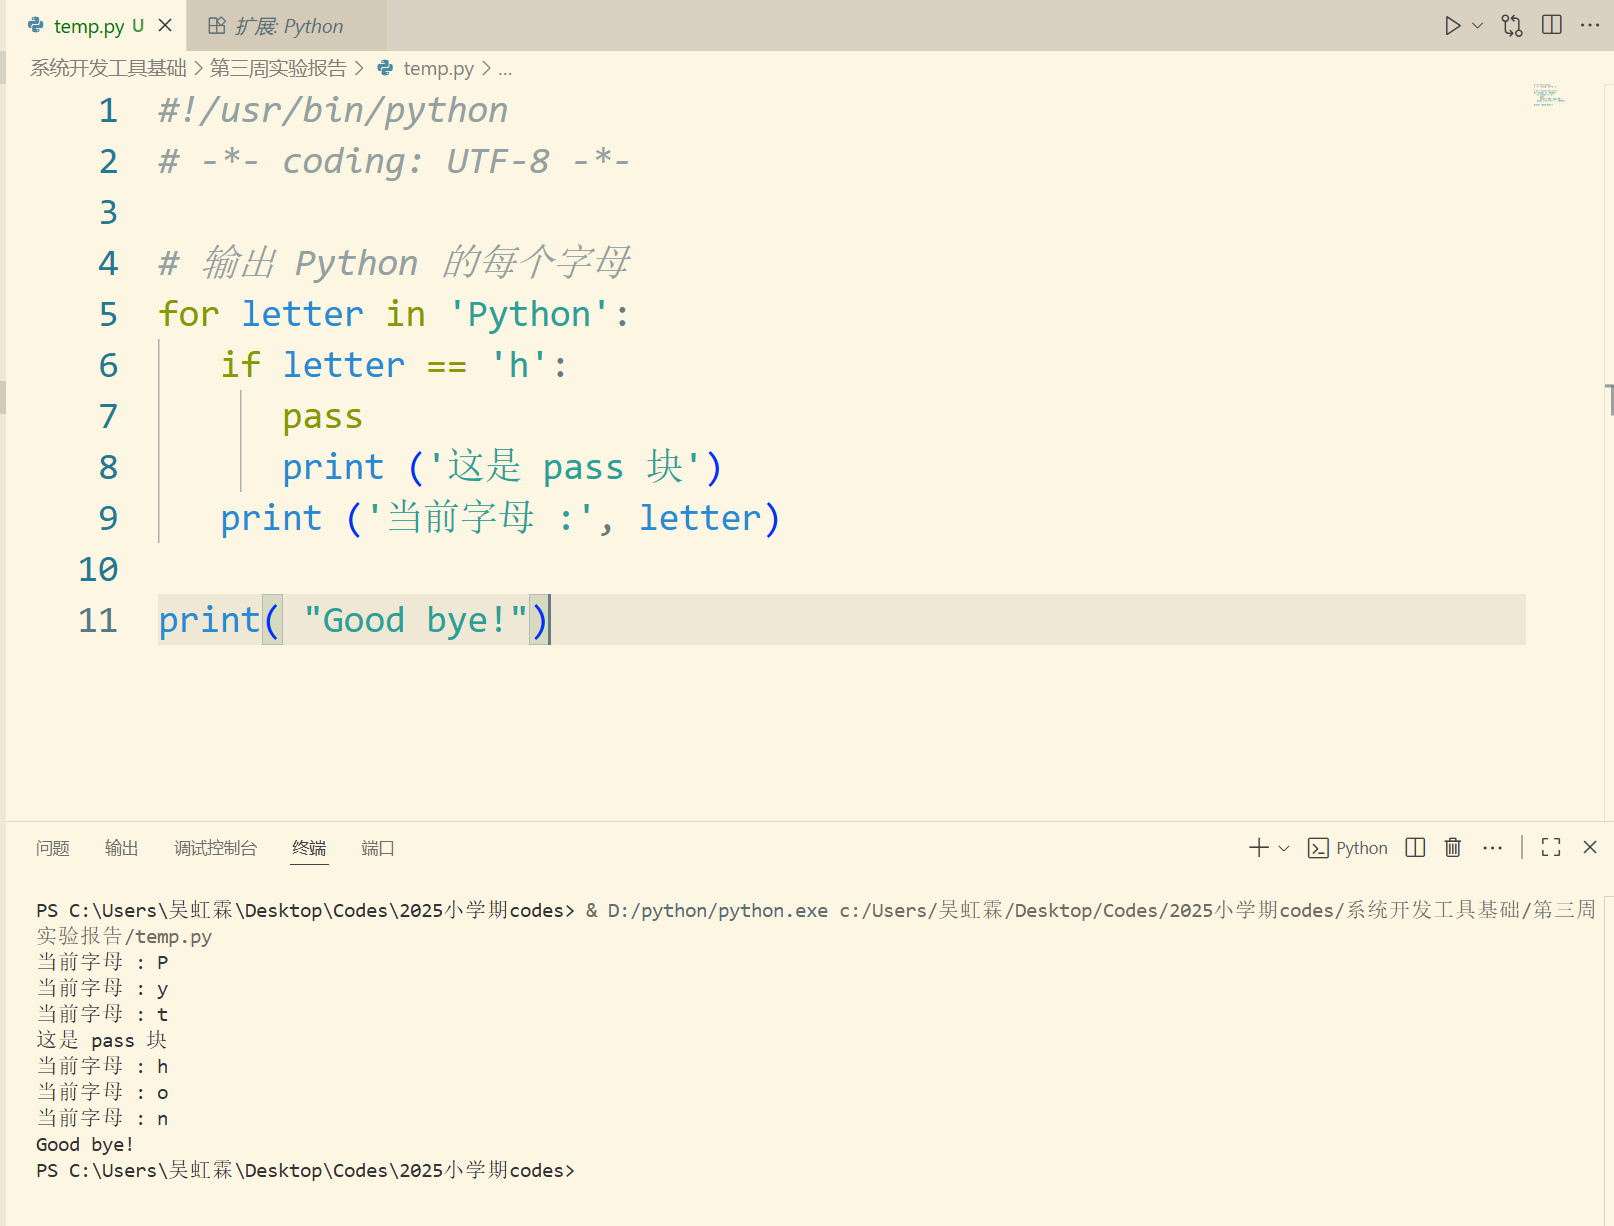 temp.py U
扩展: Python
系统开发工具基础 > 第三周实验报告 > temp.py > ...
1 #!/usr/bin/python
2 # -*- coding: UTF-8 -*-
3
4 # 输出 Python 的每个字母
5 for letter in 'Python':
6 if letter == 'h':
7 pass
8 print ('这是 pass 块')
9 print ('当前字母 :', letter)
10
11 print( "Good bye!")
问题 输出 调试控制台 终端 端口
Python
PS C:\Users\吴虹霖\Desktop\Codes\2025小学期codes> & D:/python/python.exe c:/Users/吴虹霖/Desktop/Codes/2025小学期codes/系统开发工具基础/第三周
实验报告/temp.py
当前字母 : P
当前字母 : y
当前字母 : t
这是 pass 块
当前字母 : h
当前字母 : o
当前字母 : n
Good bye!
PS C:\Users\吴虹霖\Desktop\Codes\2025小学期codes>